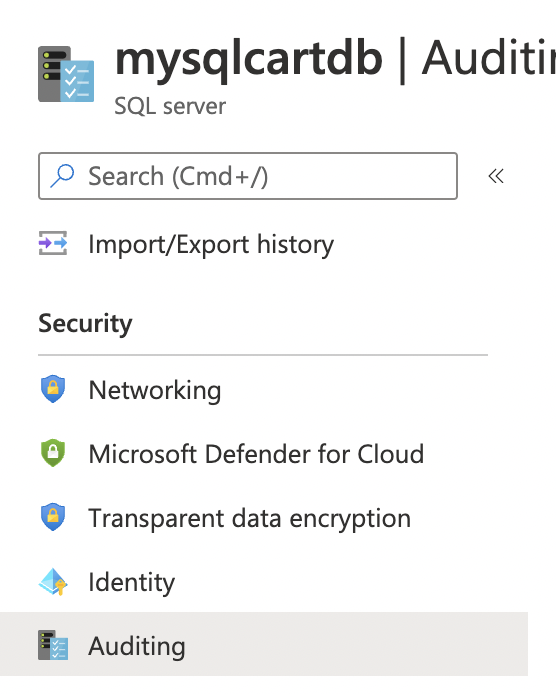 mysqlcartdb | Auditin
SQL server
Search (Cmd+/)
Import/Export history
Security
Networking
Microsoft Defender for Cloud
Transparent data encryption
Identity
Auditing